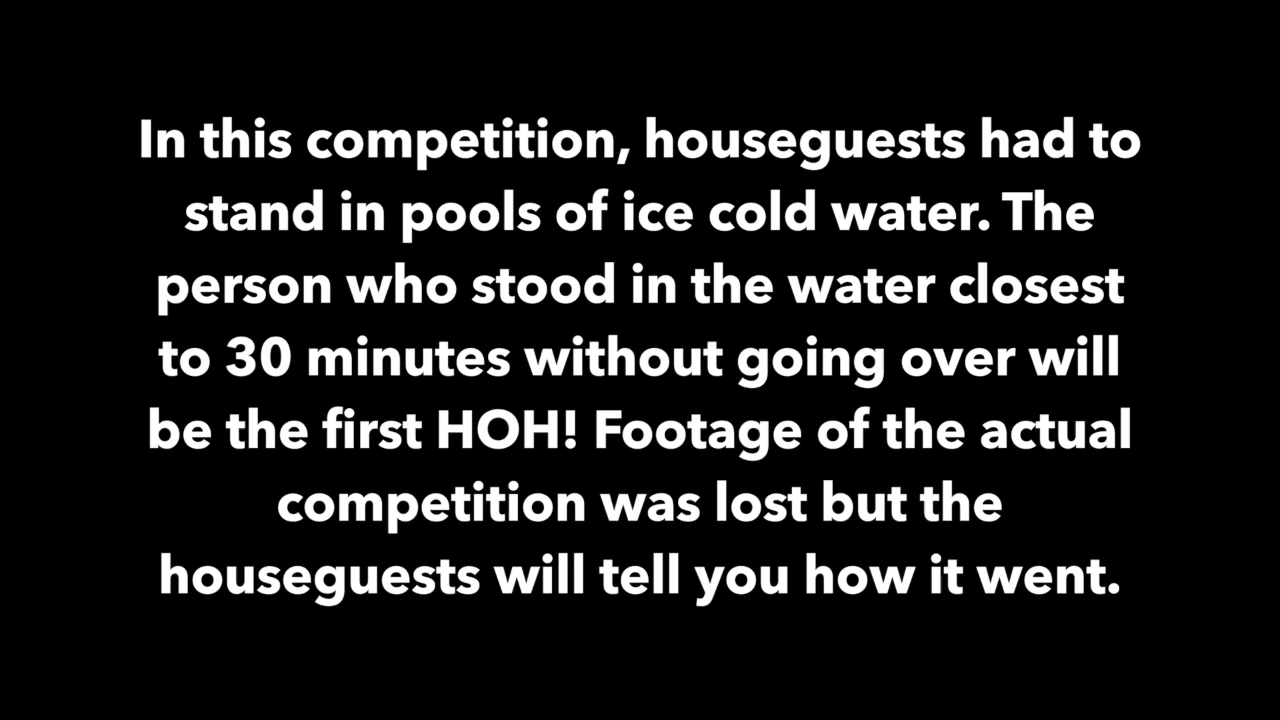 In this competition, houseguests had to
stand in pools of ice cold water. The
person who stood in the water closest
to 30 minutes without going over will
be the first HOH! Footage of the actual
competition was lost but the
houseguests will tell you how it went.